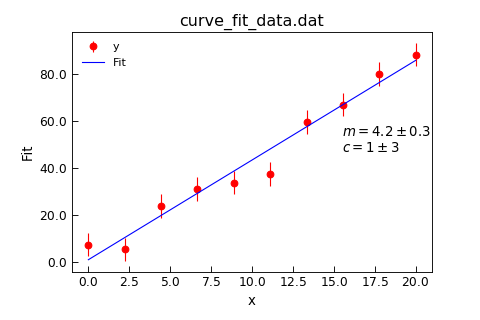 curve_fit_data.dat
y
Fit
80.0
60.0
40.0
20.0
0.0
Fit
m = 4.2 ± 0.3
c = 1 ± 3
0.0 2.5 5.0 7.5 10.0 12.5 15.0 17.5 20.0
x